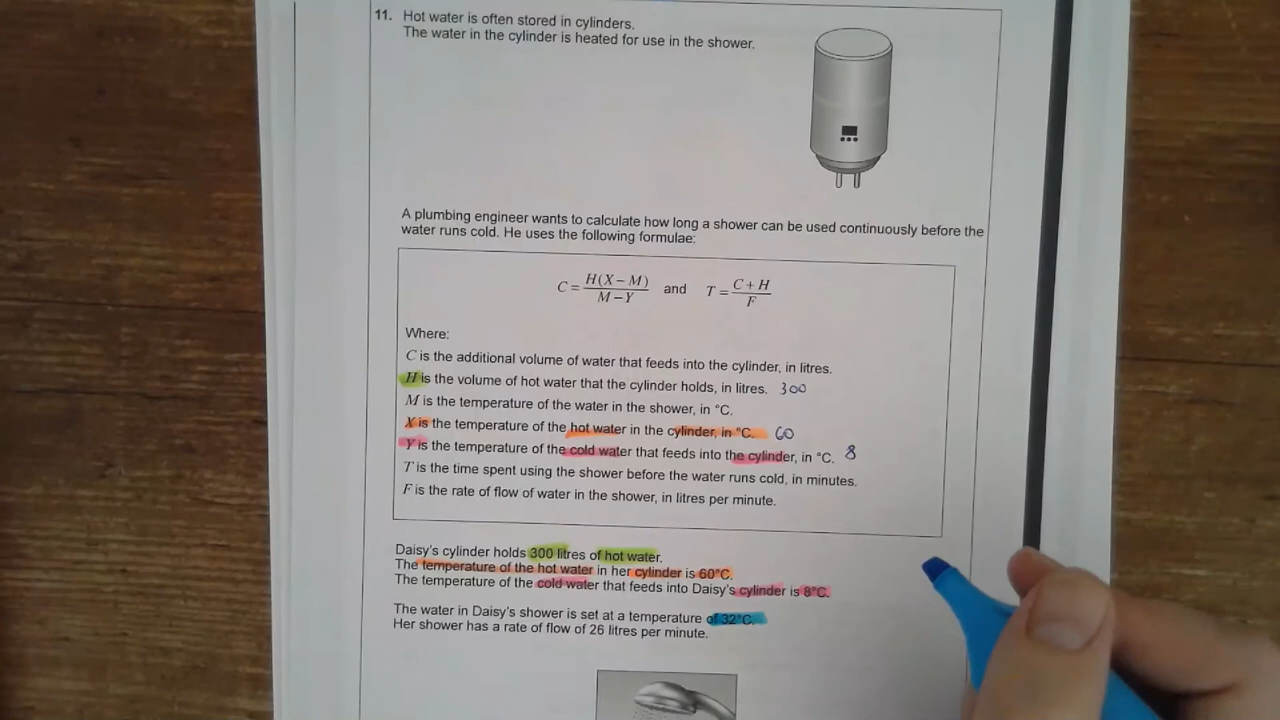 11. Hot water is often stored in cylinders.
The water in the cylinder is heated for use in the shower.
A plumbing engineer wants to calculate how long a shower can be used continuously before the
water runs cold. He uses the following formulae:
C = H(X – M) / M – Y and T = C + H / F
Where:
C is the additional volume of water that feeds into the cylinder, in litres.
H is the volume of hot water that the cylinder holds, in litres. 300
M is the temperature of the water in the shower, in °C.
X is the temperature of the hot water in the cylinder, in °C. 60
Y is the temperature of the cold water that feeds into the cylinder, in °C. 8
T is the time spent using the shower before the water runs cold, in minutes.
F is the rate of flow of water in the shower, in litres per minute.
Daisy's cylinder holds 300 litres of hot water.
The temperature of the hot water in her cylinder is 60°C.
The temperature of the cold water that feeds into Daisy's cylinder is 8°C.
The water in Daisy's shower is set at a temperature of 32°C.
Her shower has a rate of flow of 26 litres per minute.